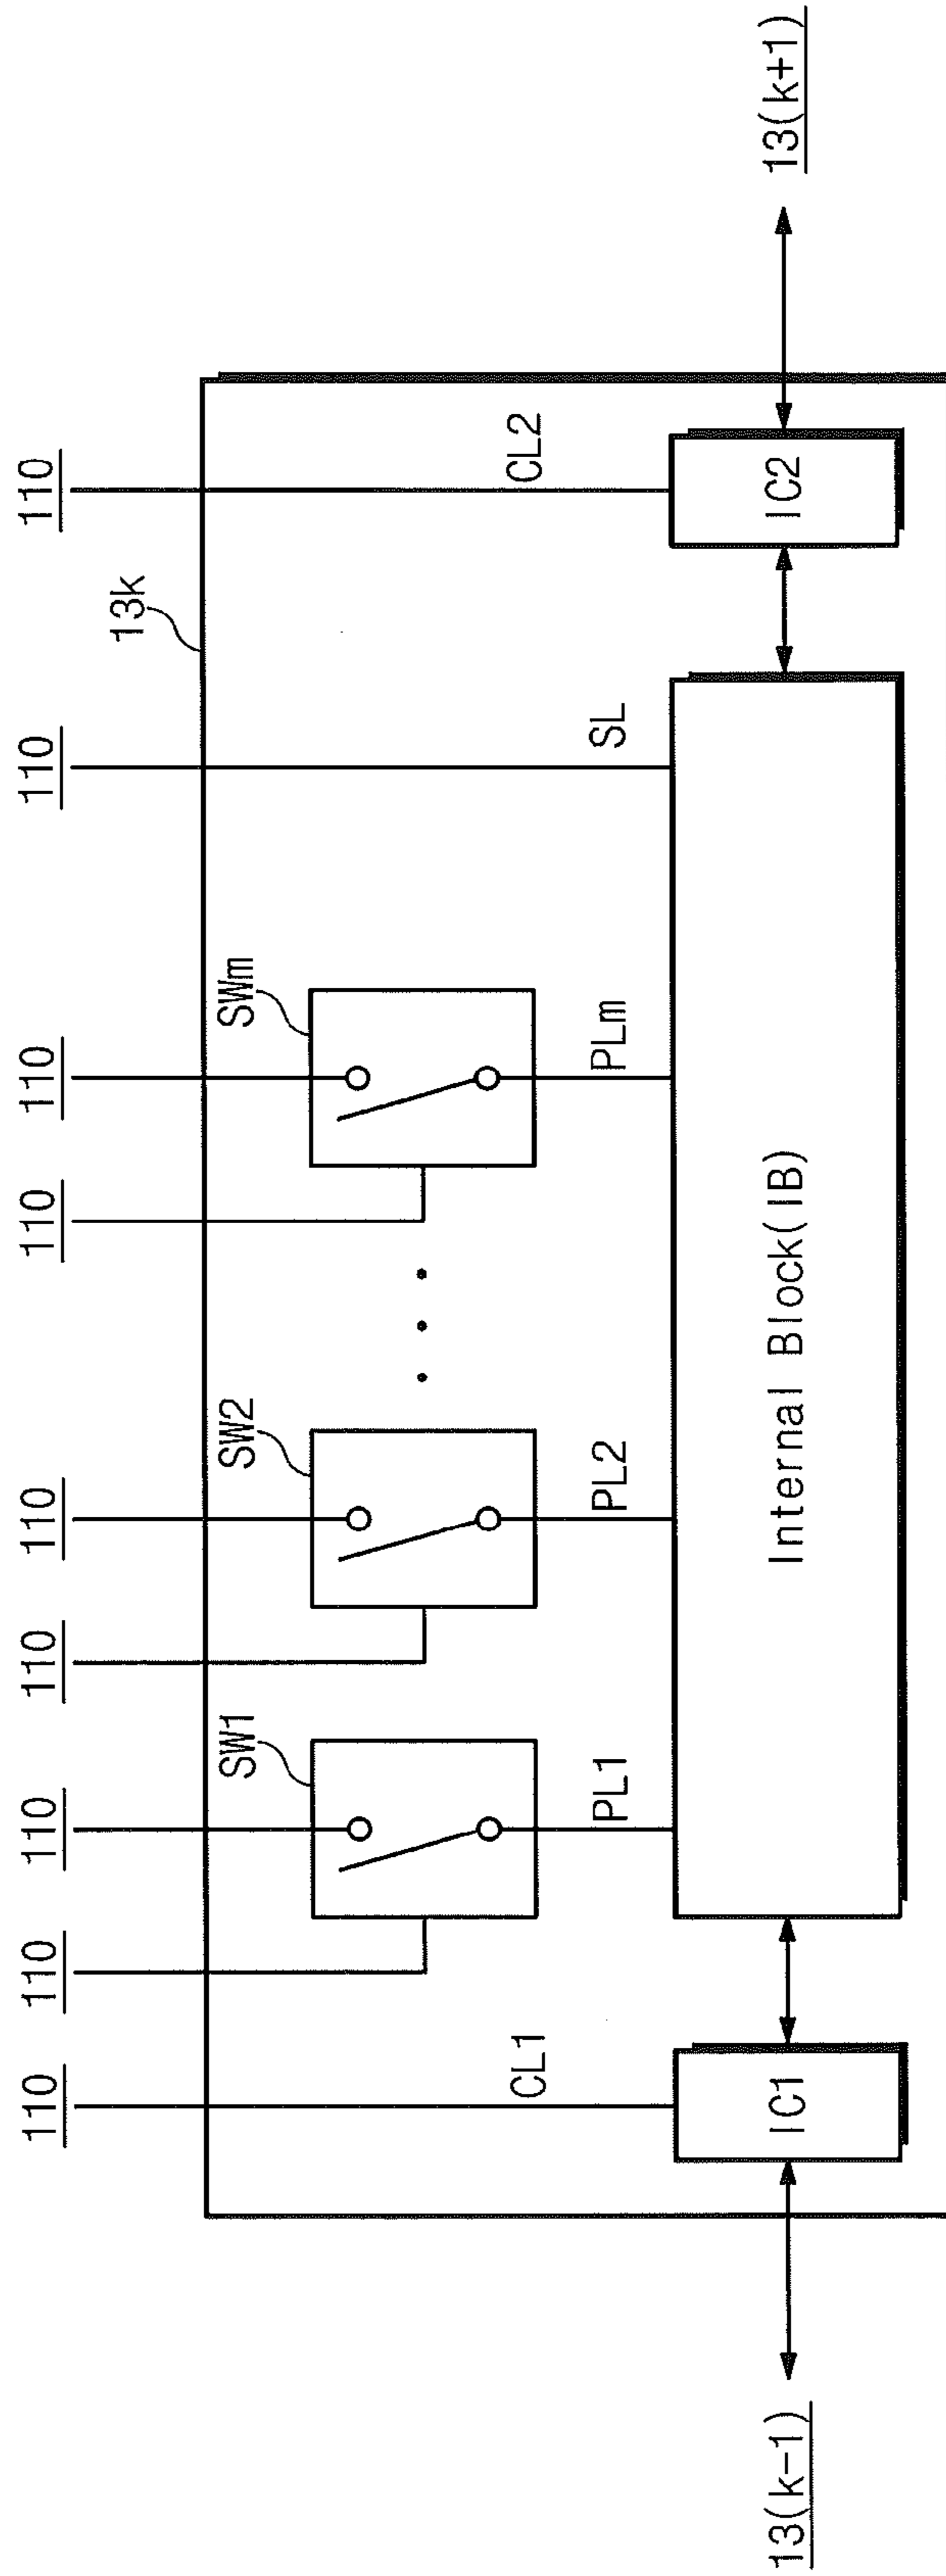 110 110 110 110 110 110 110 110 110
13k
SW1 SW2 SWm
CL1 PL1 PL2 PLm SL CL2
IC1 Internal Block(IB) IC2
13(k-1) 13(k+1)